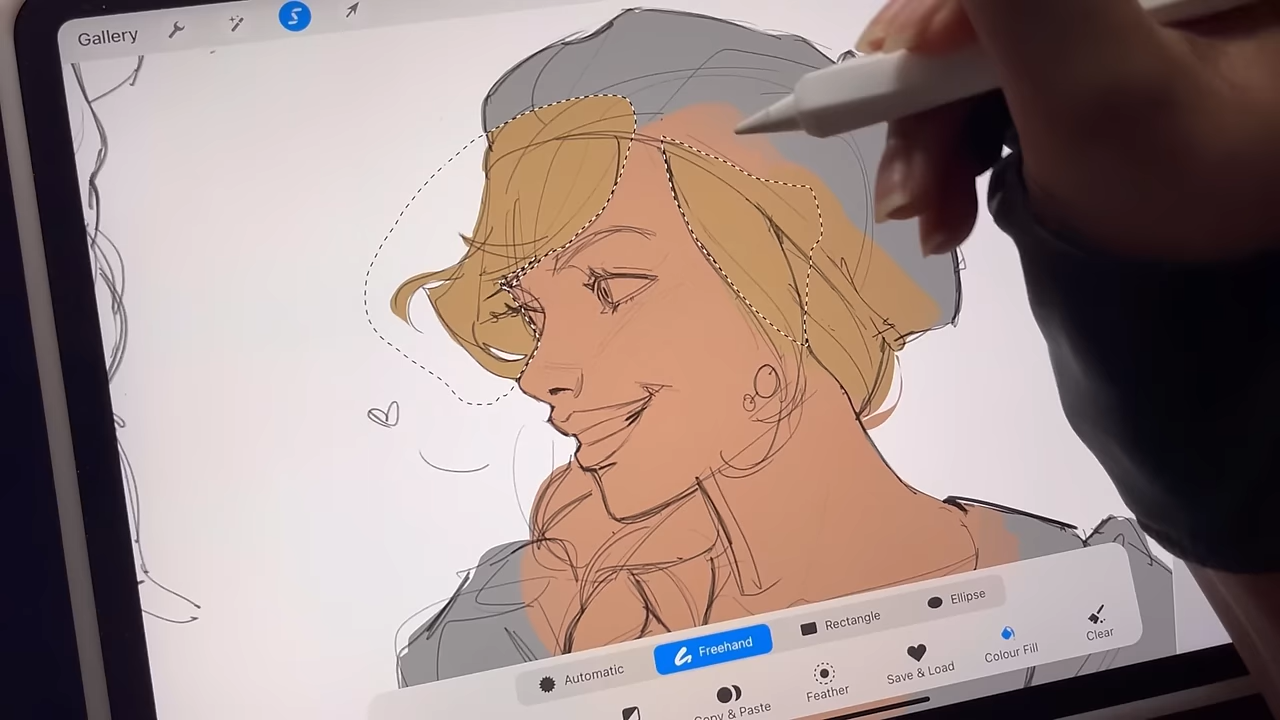 Gallery
Automatic
Freehand
Rectangle
Ellipse
Copy & Paste
Feather
Save & Load
Colour Fill
Clear